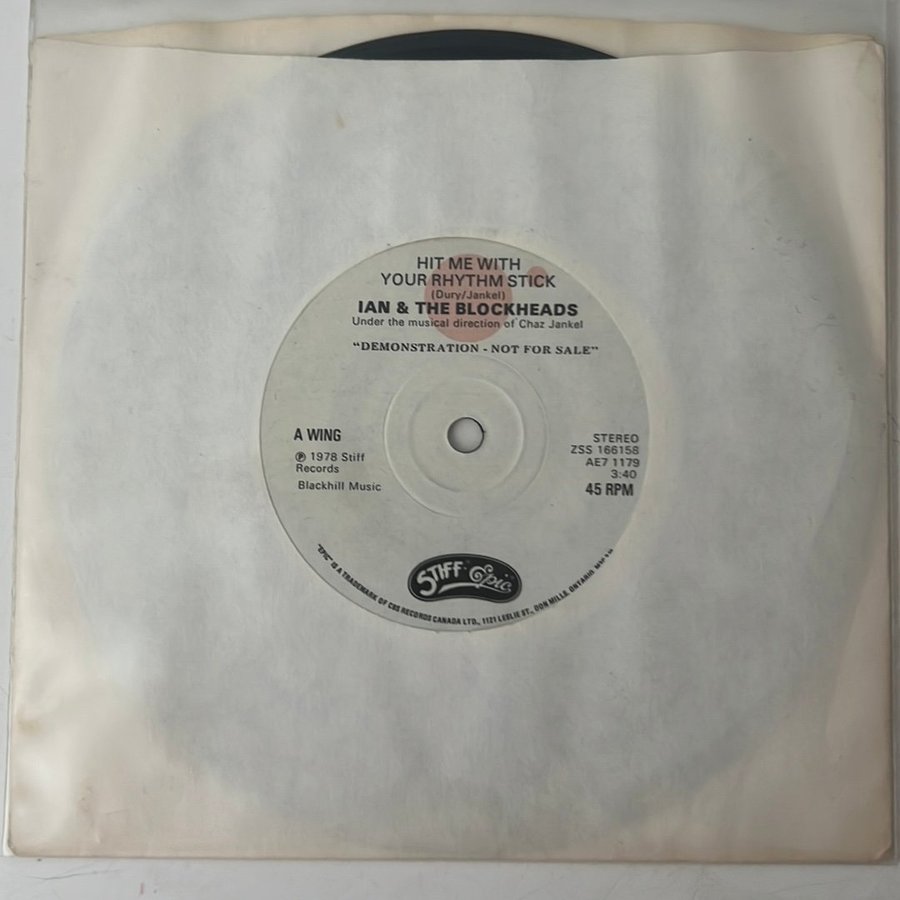 HIT ME WITH
YOUR RHYTHM STICK
(Dury/Jankel)
IAN & THE BLOCKHEADS
Under the musical direction of Chaz Jankel
"DEMONSTRATION - NOT FOR SALE"
A WING
℗ 1978 Stiff
Records
Blackhill Music
STEREO
ZSS 166158
AE7 1179
3:40
45 RPM
STIFF Epic
"EPIC" IS A TRADEMARK OF CBS RECORDS CANADA LTD., 1121 LESLIE ST., DON MILLS, ONTARIO.